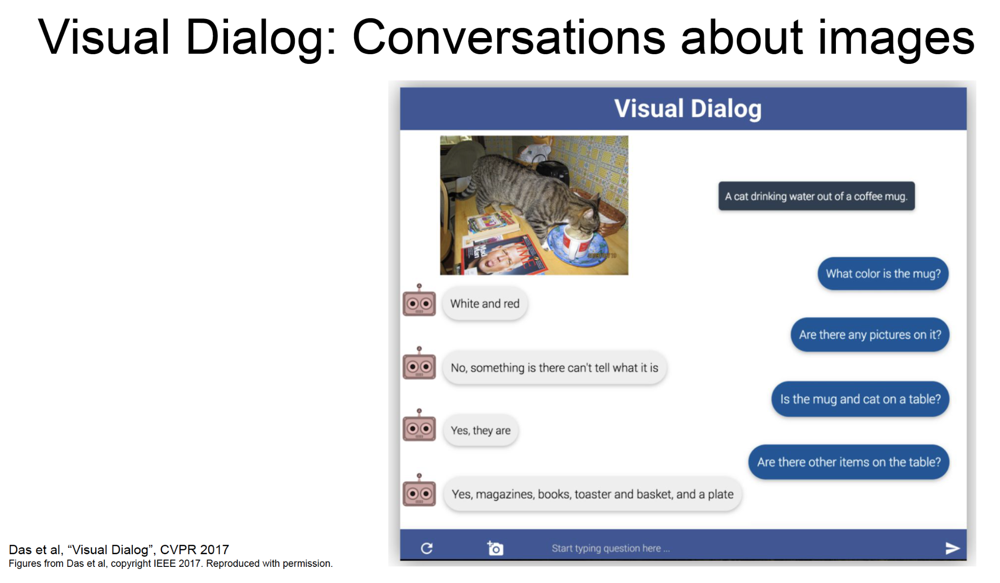 Visual Dialog: Conversations about images
Visual Dialog
A cat drinking water out of a coffee mug.
TIME
Mad
Man
What color is the mug?
White and red
Are there any pictures on it?
No, something is there can't tell what it is
Is the mug and cat on a table?
Yes, they are
Are there other items on the table?
Yes, magazines, books, toaster and basket, and a plate
Start typing question here ...
Das et al, “Visual Dialog”, CVPR 2017
Figures from Das et al, copyright IEEE 2017. Reproduced with permission.